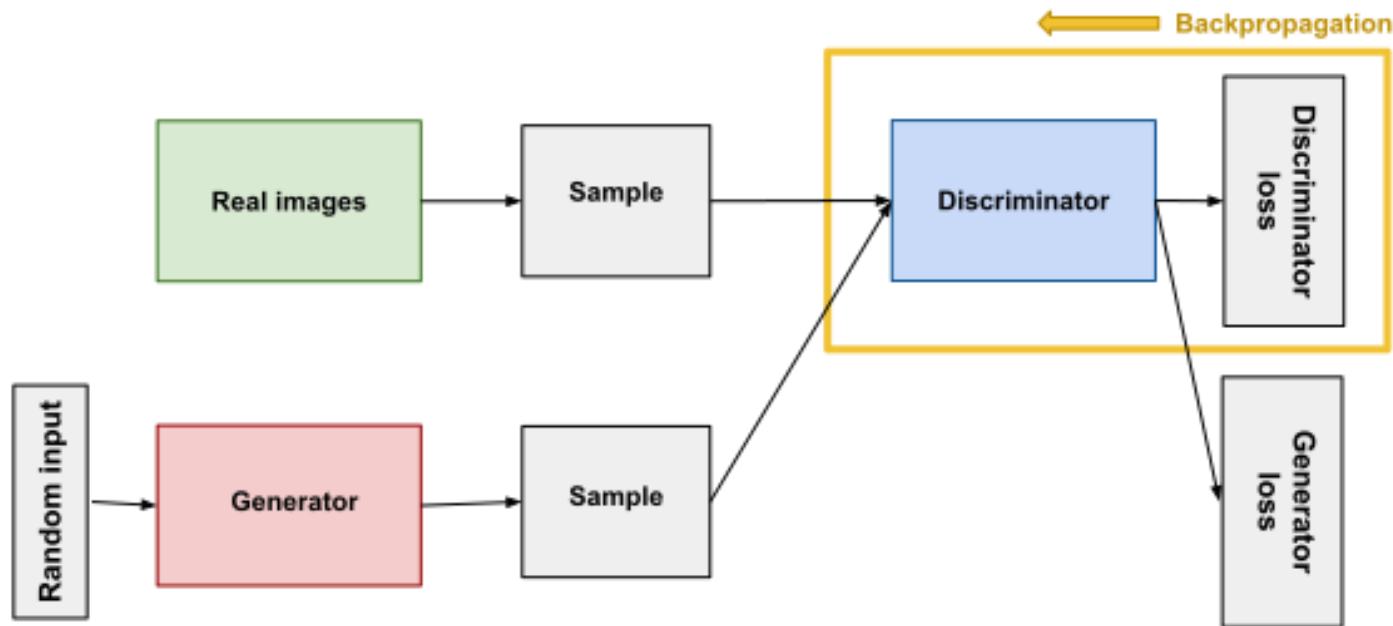 Backpropagation
Real images
Sample
Discriminator
Discriminator
loss
Random input
Generator
Sample
Generator
loss